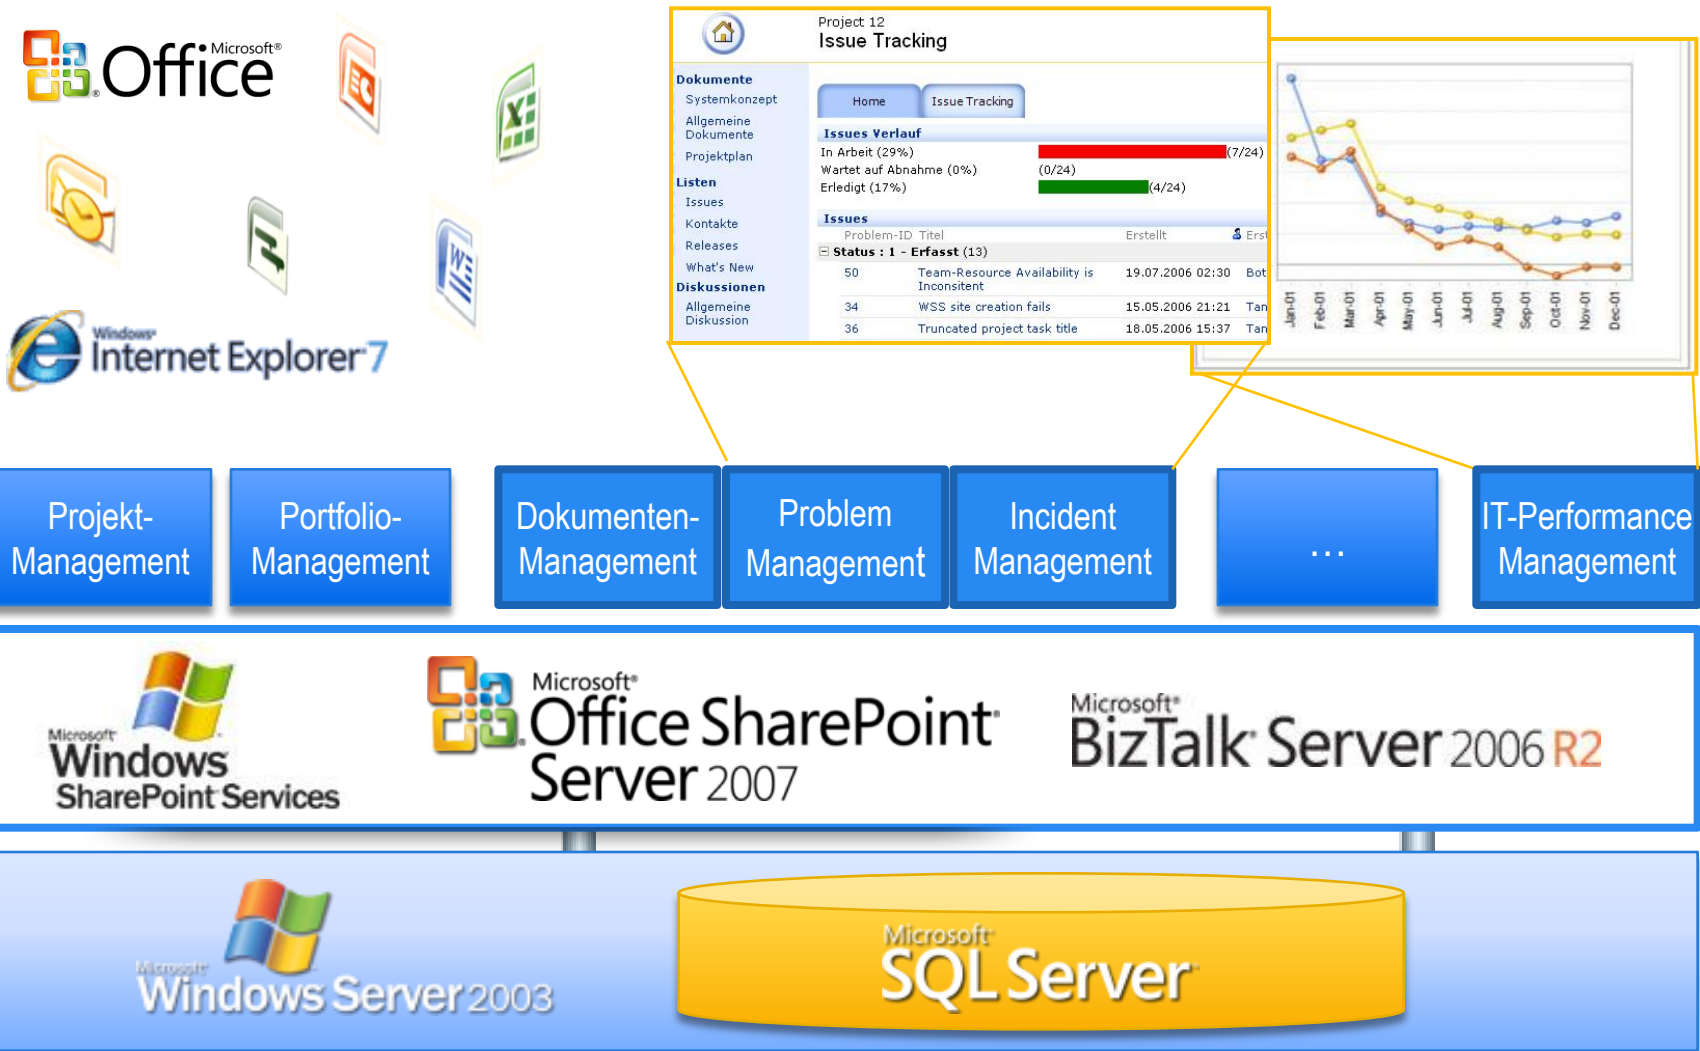 Microsoft®
Office
Windows®
Internet Explorer 7
Project 12
Issue Tracking
Dokumente
Systemkonzept
Allgemeine
Dokumente
Projektplan
Listen
Issues
Kontakte
Releases
What's New
Diskussionen
Allgemeine
Diskussion
Home
Issue Tracking
Issues Verlauf
In Arbeit (29%) (7/24)
Wartet auf Abnahme (0%) (0/24)
Erledigt (17%) (4/24)
Issues
Problem-ID Titel Erstellt Erst
Status : 1 - Erfasst (13)
50 Team-Resource Availability is Inconsitent 19.07.2006 02:30 Bot
34 WSS site creation fails 15.05.2006 21:21 Tan
36 Truncated project task title 18.05.2006 15:37 Tan
Jan-01 Feb-01 Mar-01 Apr-01 May-01 Jun-01 Jul-01 Aug-01 Sep-01 Oct-01 Nov-01 Dec-01
Projekt-
Management
Portfolio-
Management
Dokumenten-
Management
Problem
Management
Incident
Management
...
IT-Performance
Management
Microsoft
Windows
SharePoint Services
Microsoft®
Office SharePoint
Server 2007
Microsoft®
BizTalk Server 2006 R2
Microsoft
Windows Server 2003
Microsoft
SQL Server